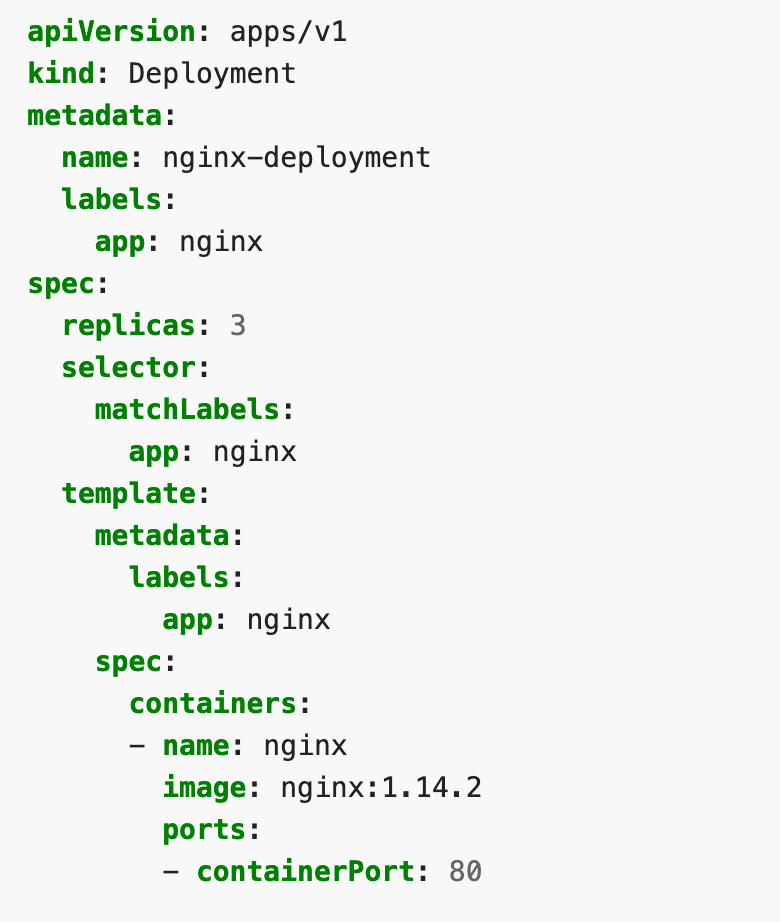 apiVersion: apps/v1
kind: Deployment
metadata:
  name: nginx-deployment
  labels:
    app: nginx
spec:
  replicas: 3
  selector:
    matchLabels:
      app: nginx
  template:
    metadata:
      labels:
        app: nginx
    spec:
      containers:
      - name: nginx
        image: nginx:1.14.2
        ports:
        - containerPort: 80